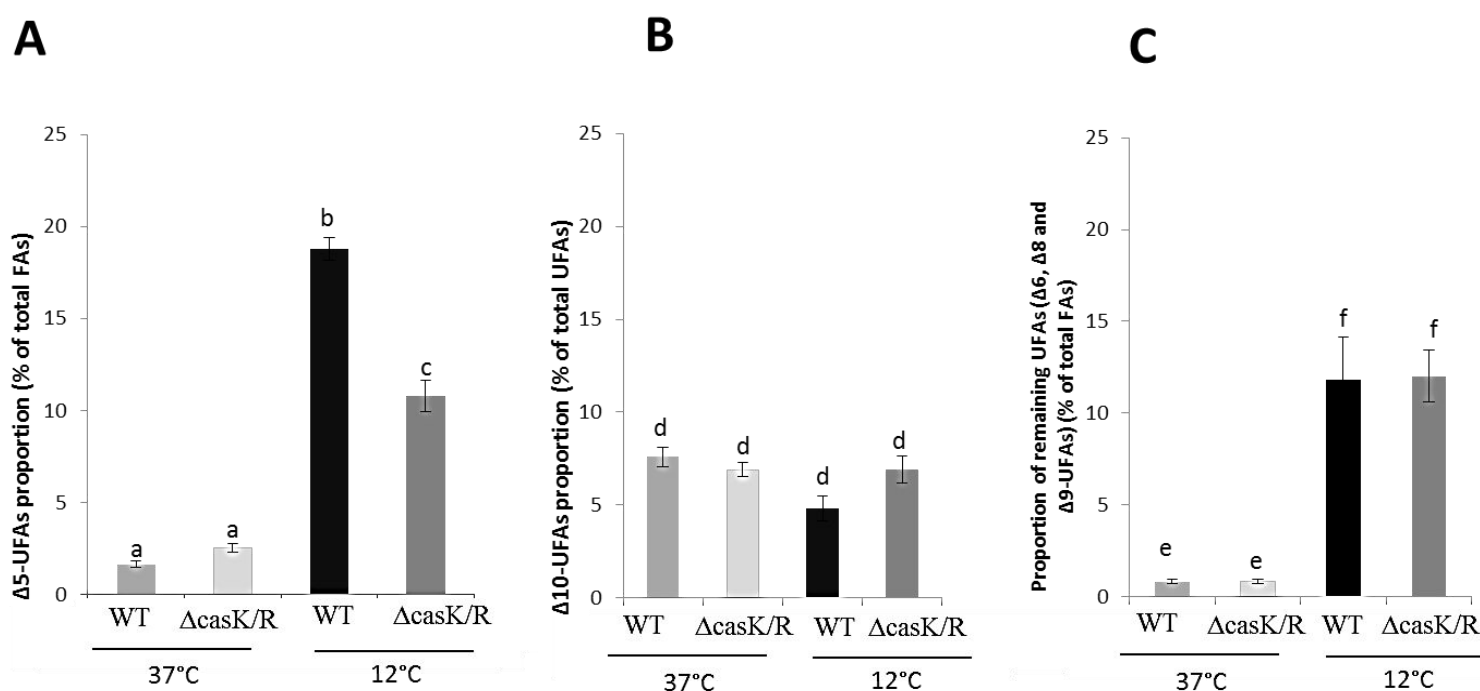 A
Δ5-UFAs proportion (% of total FAs)
25
20
15
10
5
0
a
a
b
c
WT
ΔcasK/R
WT
ΔcasK/R
37°C
12°C
B
Δ10-UFAs proportion (% of total UFAs)
25
20
15
10
5
0
d
d
d
d
WT
ΔcasK/R
WT
ΔcasK/R
37°C
12°C
C
Proportion of remaining UFAs (Δ6, Δ8 and
Δ9-UFAs) (% of total FAs)
25
20
15
10
5
0
e
e
f
f
WT
ΔcasK/R
WT
ΔcasK/R
37°C
12°C